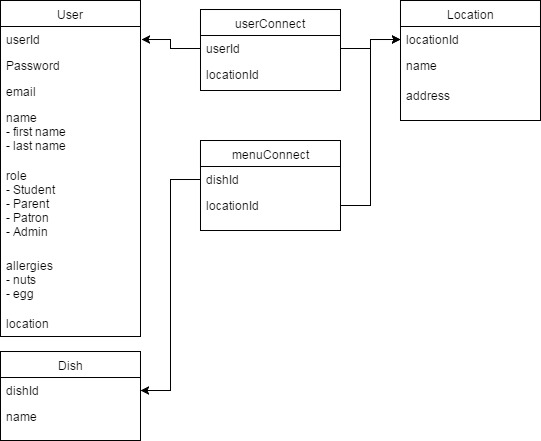 User
userId
Password
email
name
- first name
- last name
role
- Student
- Parent
- Patron
- Admin
allergies
- nuts
- egg
location
userConnect
userId
locationId
Location
locationId
name
address
menuConnect
dishId
locationId
Dish
dishId
name